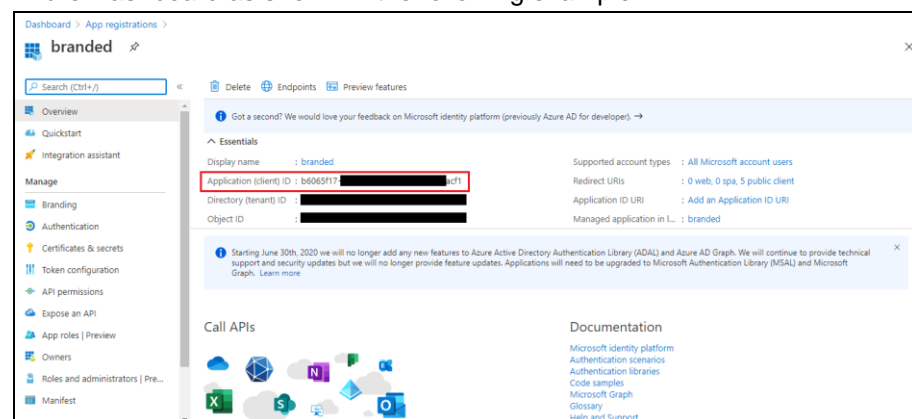 Dashboard > App registrations >
branded
Search (Ctrl+/)
«
Delete
Endpoints
Preview features
Overview
Quickstart
Integration assistant
Manage
Branding
Authentication
Certificates & secrets
Token configuration
API permissions
Expose an API
App roles | Preview
Owners
Roles and administrators | Pre...
Manifest
Got a second? We would love your feedback on Microsoft identity platform (previously Azure AD for developer). →
Essentials
Display name : branded
Application (client) ID : b6065f17- acf1
Directory (tenant) ID :
Object ID :
Supported account types : All Microsoft account users
Redirect URIs : 0 web, 0 spa, 5 public client
Application ID URI : Add an Application ID URI
Managed application in l... : branded
Starting June 30th, 2020 we will no longer add any new features to Azure Active Directory Authentication Library (ADAL) and Azure AD Graph. We will continue to provide technical
support and security updates but we will no longer provide feature updates. Applications will need to be upgraded to Microsoft Authentication Library (MSAL) and Microsoft
Graph. Learn more
Call APIs
Documentation
Microsoft identity platform
Authentication scenarios
Authentication libraries
Code samples
Microsoft Graph
Glossary
Help and Support